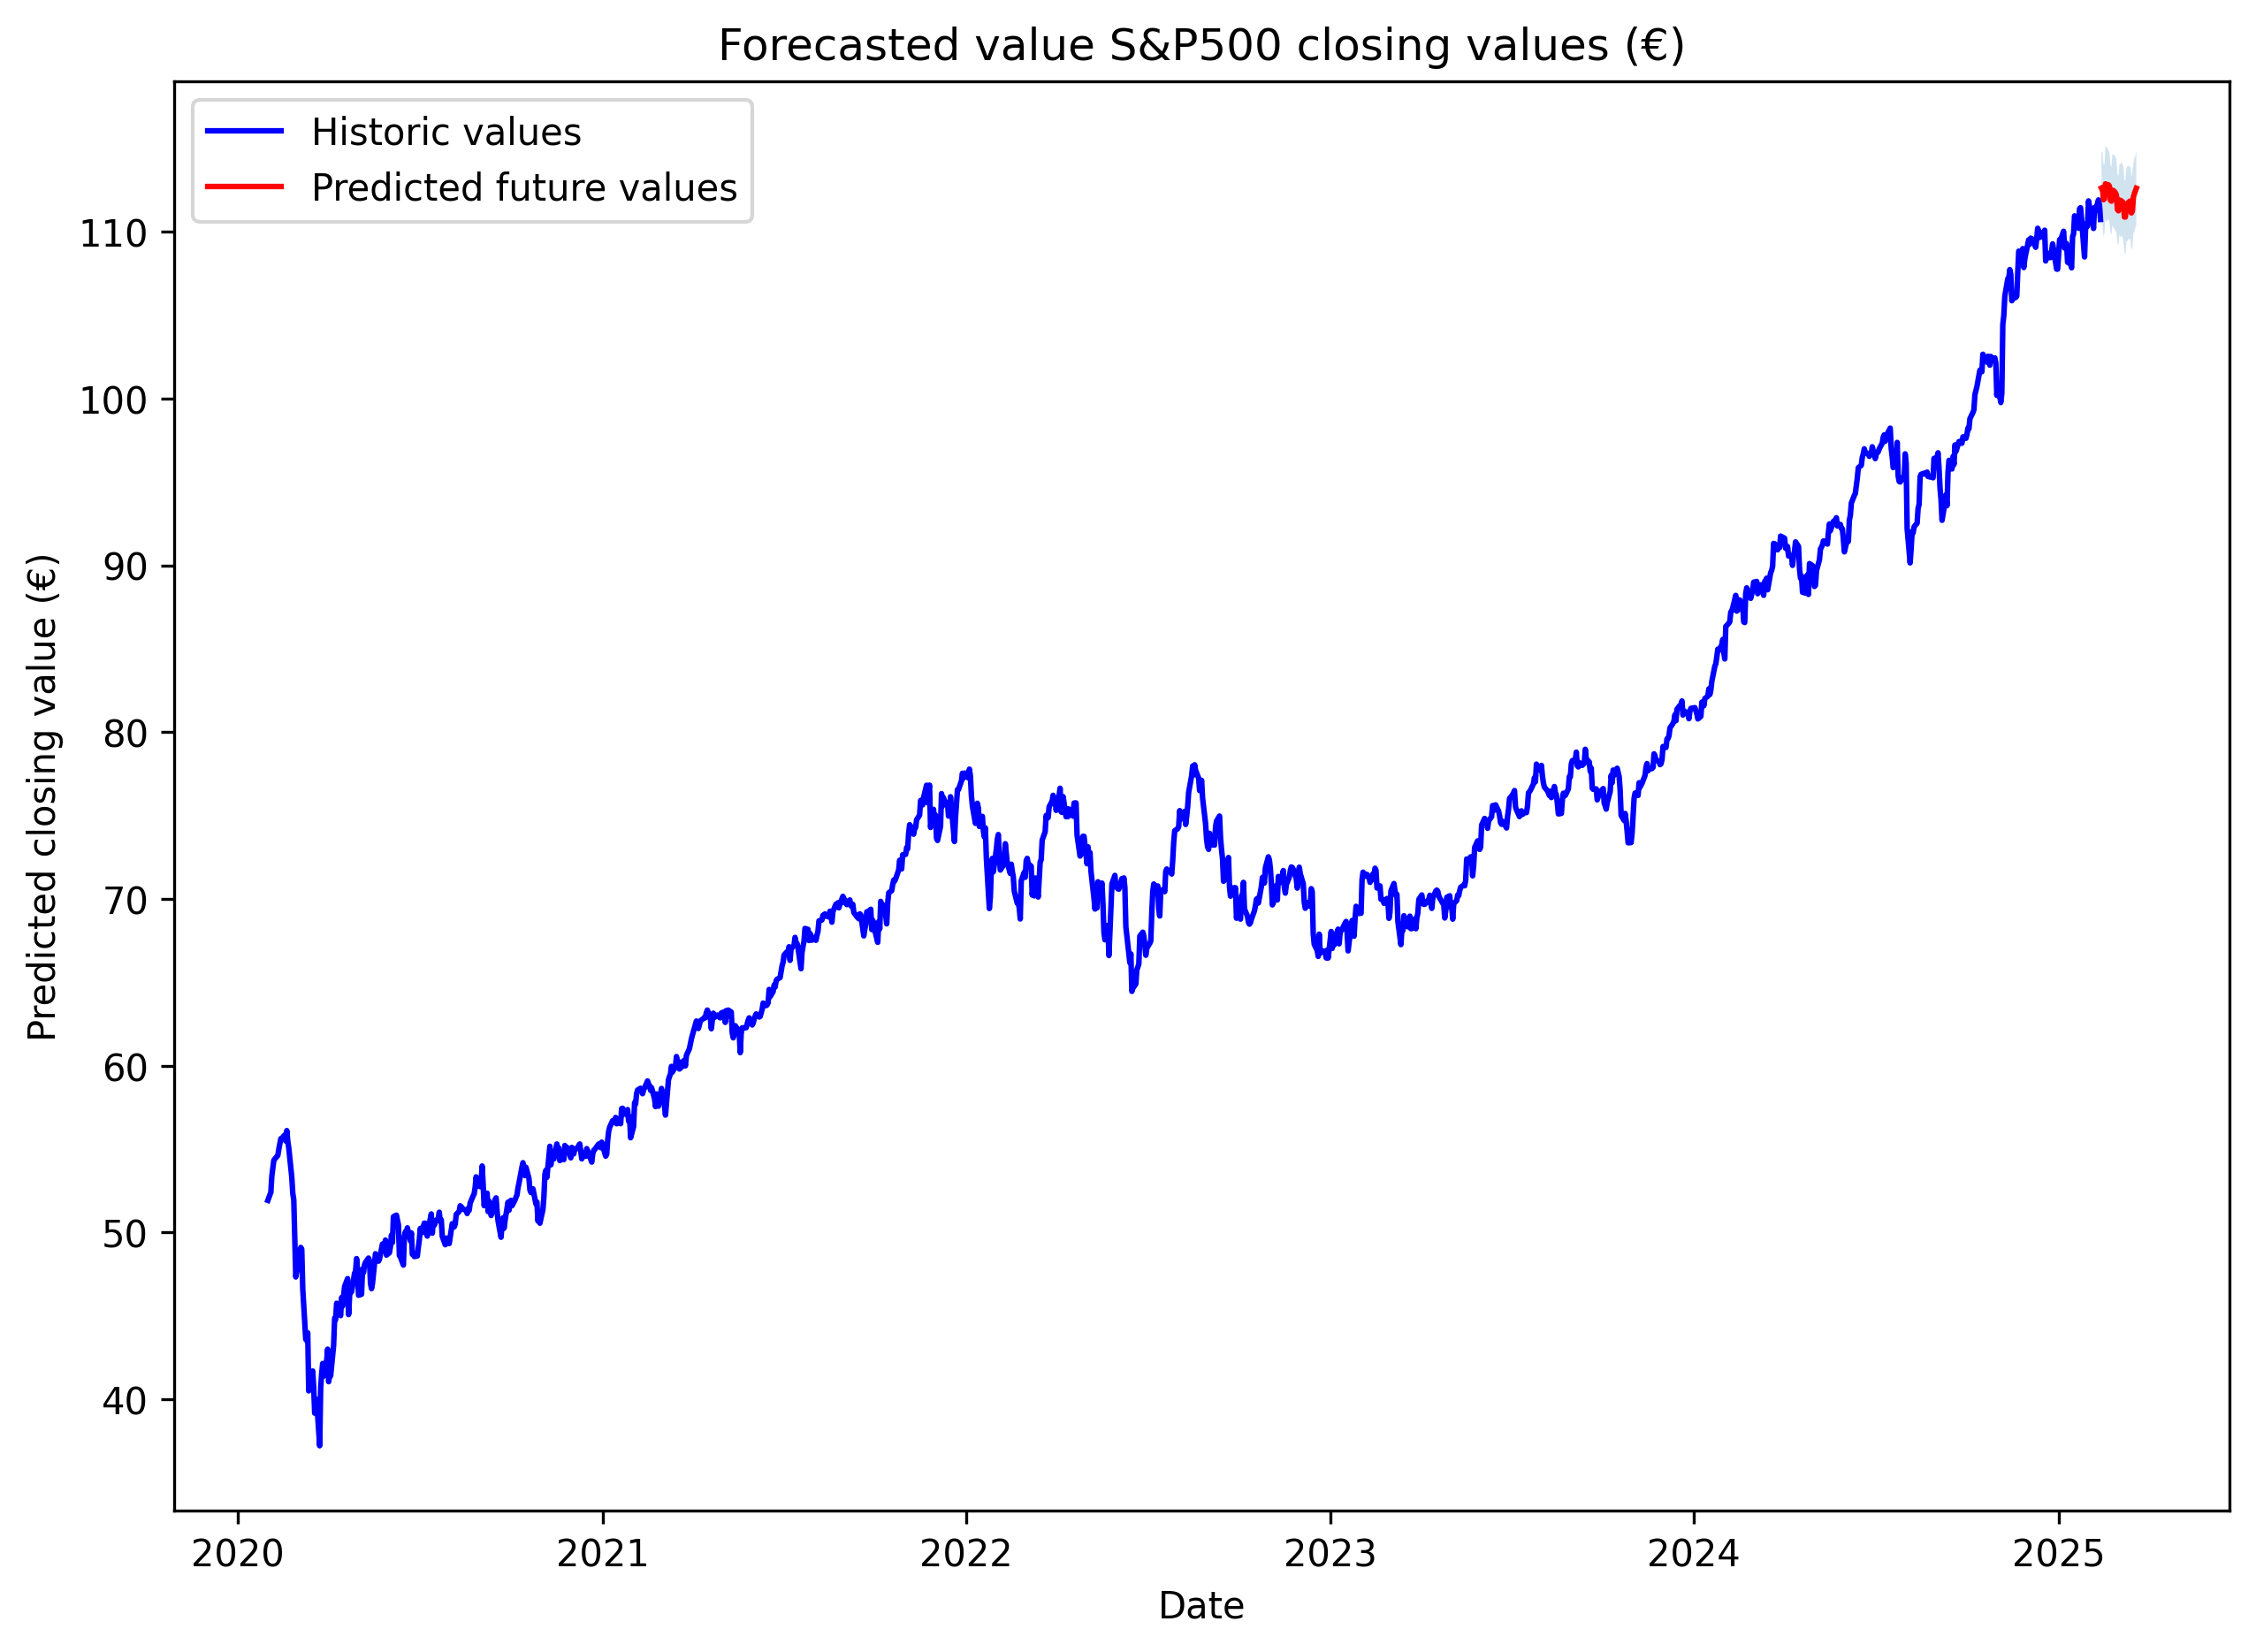 Forecasted value S&P500 closing values (€)
Historic values
Predicted future values
110
100
90
80
70
60
50
40
Predicted closing value (€)
2020 2021 2022 2023 2024 2025
Date